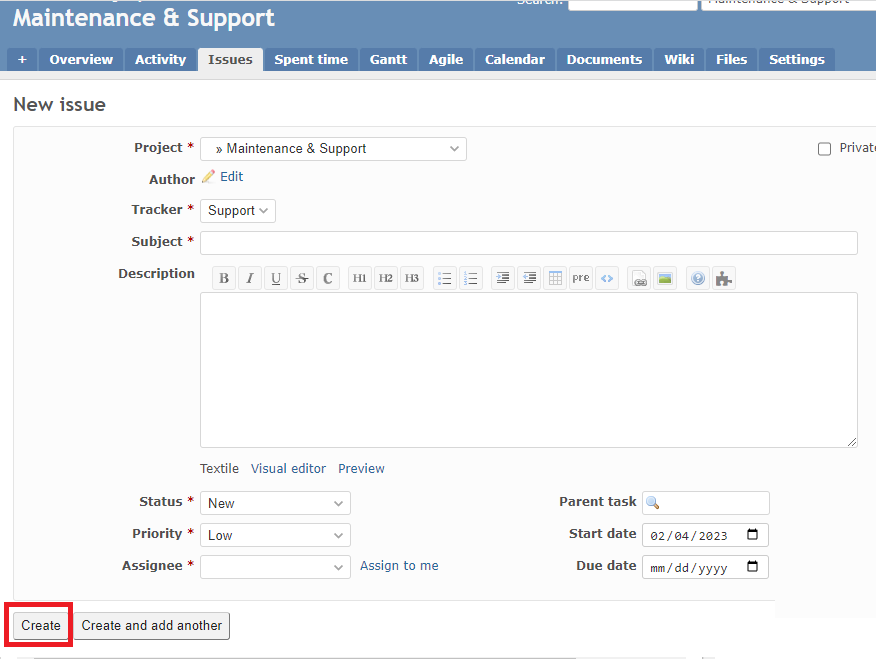 Search:
Maintenance & Support
Maintenance & Support
+ Overview Activity Issues Spent time Gantt Agile Calendar Documents Wiki Files Settings
New issue
Project * » Maintenance & Support Private
Author Edit
Tracker * Support
Subject *
Description B I U S C H1 H2 H3 pre <> ?
Textile Visual editor Preview
Status * New Parent task
Priority * Low Start date 02/04/2023
Assignee * Assign to me Due date mm/dd/yyyy
Create Create and add another